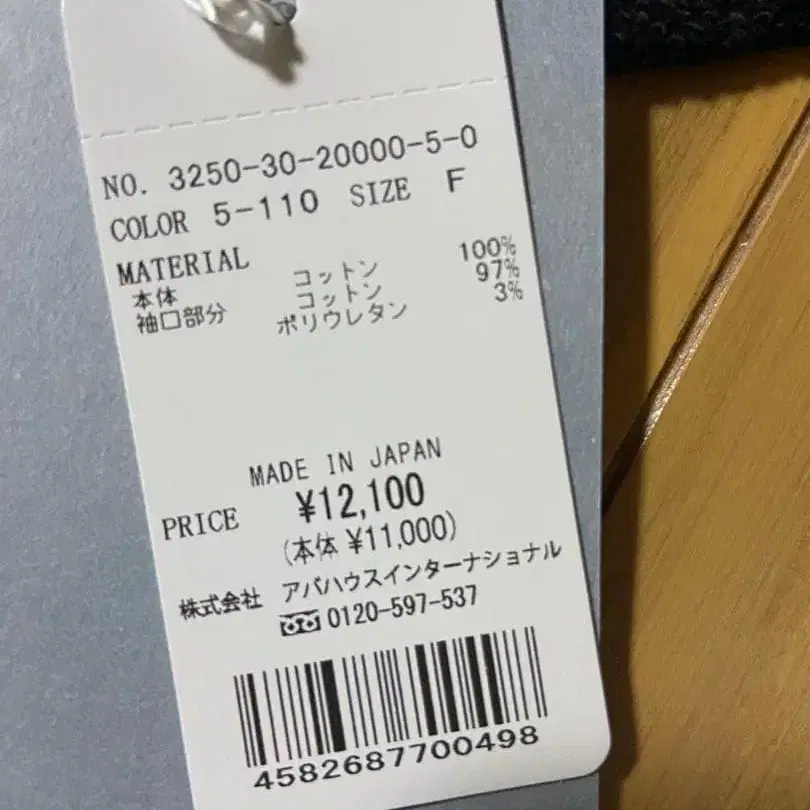 NO. 3250-30-20000-5-0
COLOR 5-110 SIZE F
MATERIAL
本体 コットン 100%
袖口部分 コットン 97%
ポリウレタン 3%
MADE IN JAPAN
PRICE ¥12,100
(本体 ¥11,000)
株式会社 アバハウスインターナショナル
0120-597-537
4582687700498